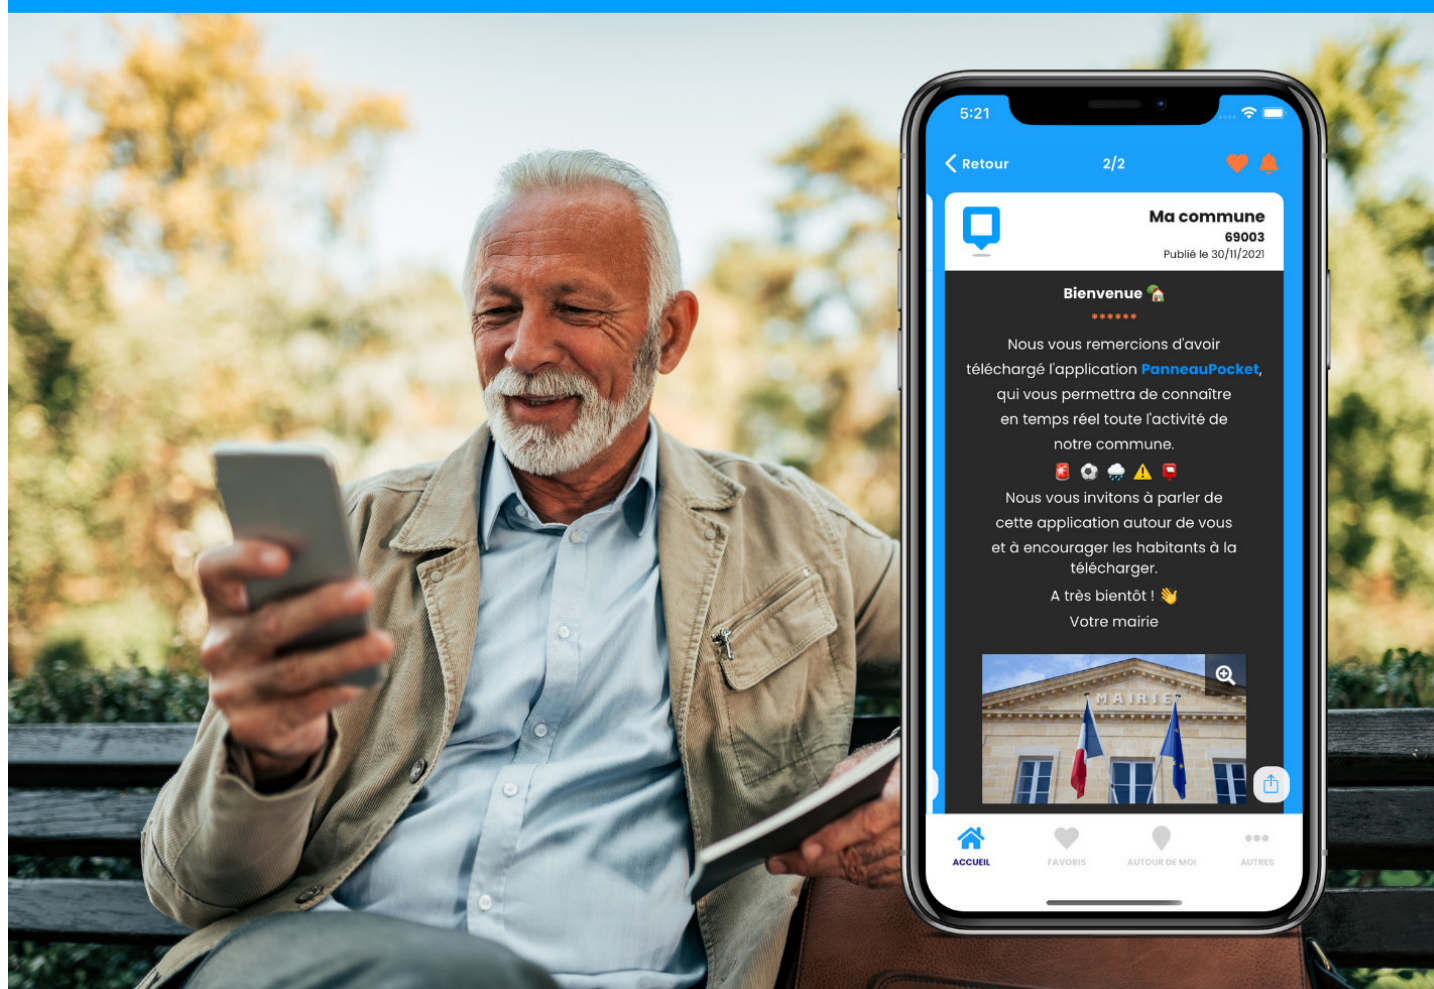 5:21
Retour
2/2
Ma commune
69003
Publié le 30/11/2021
Bienvenue
******
Nous vous remercions d'avoir
téléchargé l'application PanneauPocket,
qui vous permettra de connaître
en temps réel toute l'activité de
notre commune.
Nous vous invitons à parler de
cette application autour de vous
et à encourager les habitants à la
télécharger.
A très bientôt !
Votre mairie
MAIRIE
ACCUEIL
FAVORIS
AUTOUR DE MOI
AUTRES